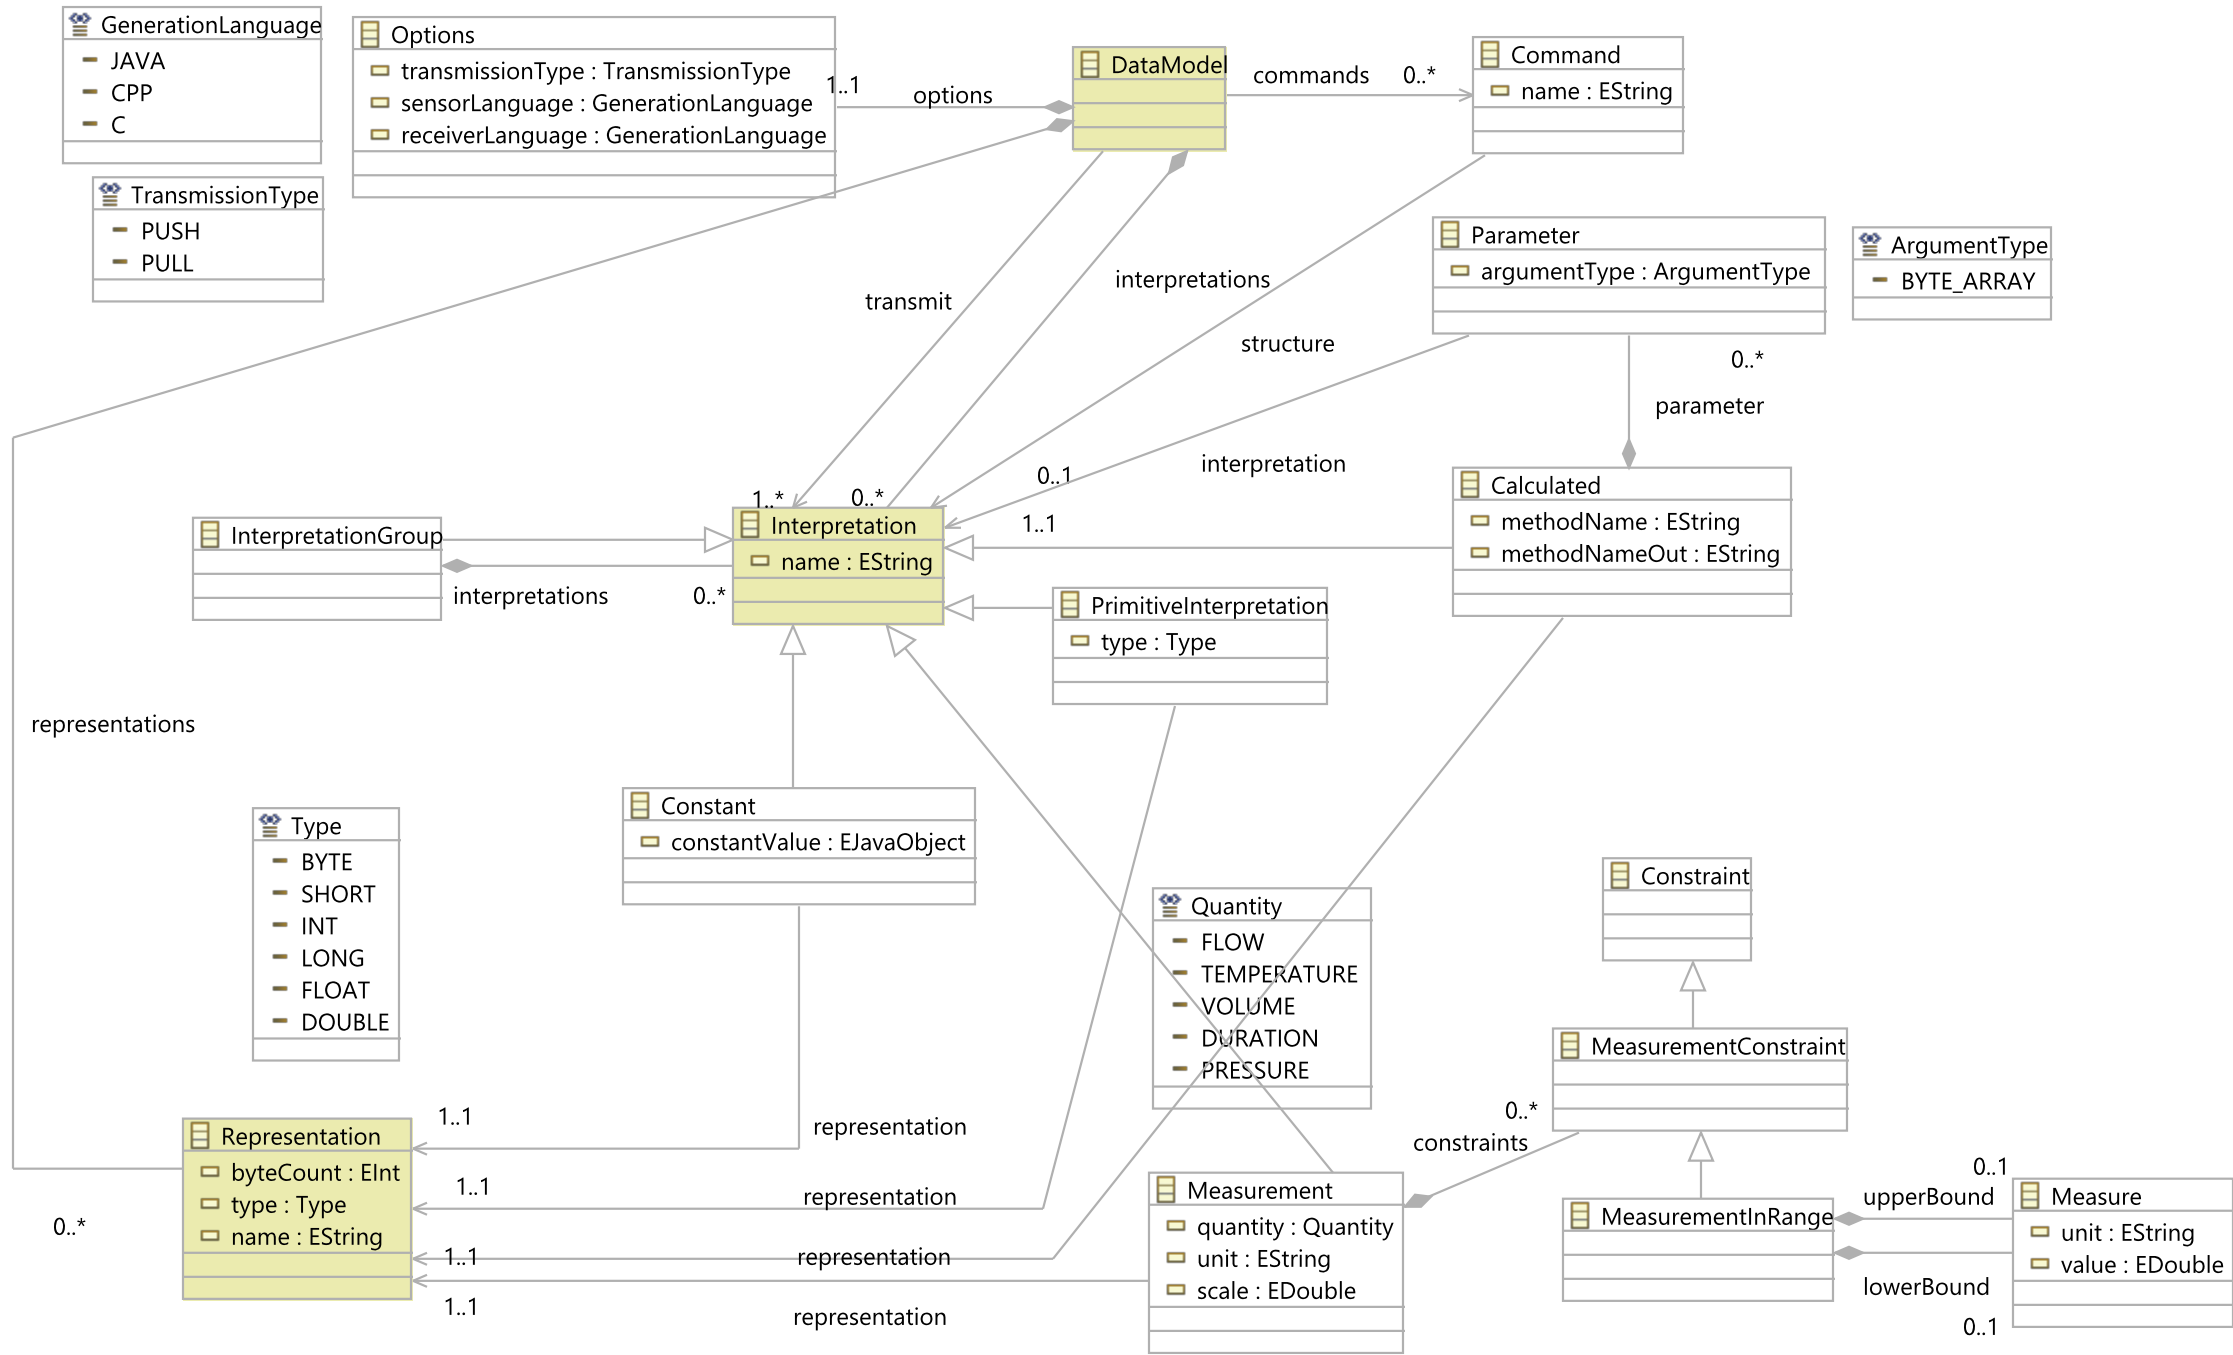 GenerationLanguage
JAVA
CPP
C
TransmissionType
PUSH
PULL
Options
transmissionType : TransmissionType
sensorLanguage : GenerationLanguage
receiverLanguage : GenerationLanguage
1..1
options
DataModel
commands
0..*
Command
name : EString
Parameter
argumentType : ArgumentType
ArgumentType
BYTE_ARRAY
transmit
interpretations
structure
0..*
parameter
interpretation
0..1
1..*
0..*
1..1
Calculated
methodName : EString
methodNameOut : EString
InterpretationGroup
Interpretation
name : EString
interpretations
0..*
PrimitiveInterpretation
type : Type
representations
Constant
constantValue : EJavaObject
Type
BYTE
SHORT
INT
LONG
FLOAT
DOUBLE
Quantity
FLOW
TEMPERATURE
VOLUME
DURATION
PRESSURE
Constraint
MeasurementConstraint
0..*
constraints
Representation
byteCount : EInt
type : Type
name : EString
0..*
1..1
representation
1..1
representation
1..1
representation
1..1
representation
Measurement
quantity : Quantity
unit : EString
scale : EDouble
MeasurementInRange
0..1
upperBound
lowerBound
0..1
Measure
unit : EString
value : EDouble